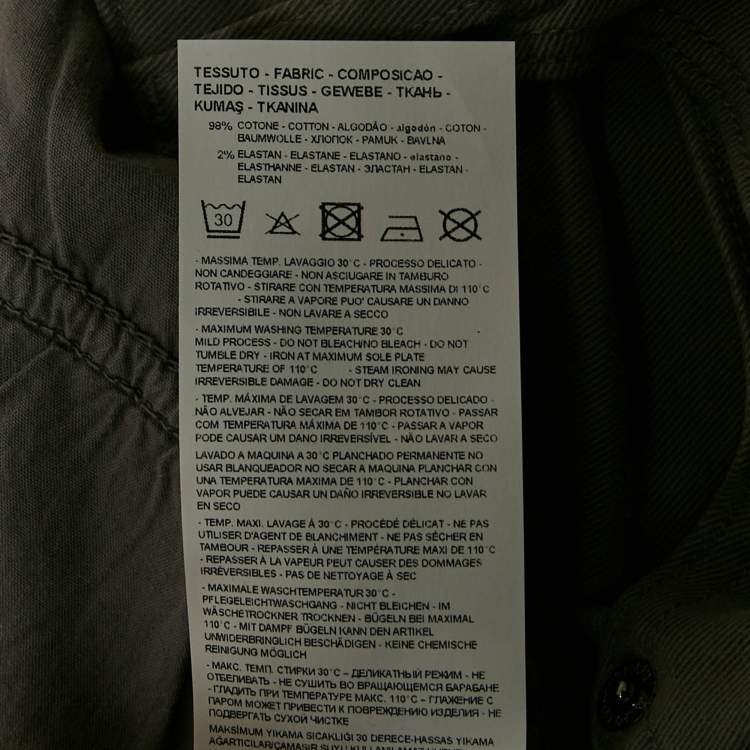 TESSUTO - FABRIC - COMPOSICAO -
TEJIDO - TISSUS - GEWEBE - ТКАНЬ -
KUMAŞ - TKANINA
98% COTONE - COTTON - ALGODÃO - algodón - COTON -
BAUMWOLLE - ХЛОПОК - PAMUK - BAVLNA
2% ELASTAN - ELASTANE - ELASTANO - elastano -
ELASTHANNE - ELASTAN - ЭЛАСТАН - ELASTAN -
ELASTAN
30
- MASSIMA TEMP. LAVAGGIO 30°C - PROCESSO DELICATO -
NON CANDEGGIARE - NON ASCIUGARE IN TAMBURO
ROTATIVO - STIRARE CON TEMPERATURA MASSIMA DI 110°C
- STIRARE A VAPORE PUO' CAUSARE UN DANNO
IRREVERSIBILE - NON LAVARE A SECCO
- MAXIMUM WASHING TEMPERATURE 30°C -
MILD PROCESS - DO NOT BLEACH/NO BLEACH - DO NOT
TUMBLE DRY - IRON AT MAXIMUM SOLE PLATE
TEMPERATURE OF 110°C - STEAM IRONING MAY CAUSE
IRREVERSIBLE DAMAGE - DO NOT DRY CLEAN
- TEMP. MÁXIMA DE LAVAGEM 30°C - PROCESSO DELICADO -
NÃO ALVEJAR - NÃO SECAR EM TAMBOR ROTATIVO - PASSAR
COM TEMPERATURA MÁXIMA DE 110°C - PASSAR A VAPOR
PODE CAUSAR UM DANO IRREVERSÍVEL - NÃO LAVAR A SECO
LAVADO A MAQUINA A 30°C PLANCHADO PERMANENTE NO
USAR BLANQUEADOR NO SECAR A MAQUINA PLANCHAR CON
UNA TEMPERATURA MAXIMA DE 110°C - PLANCHAR CON
VAPOR PUEDE CAUSAR UN DAÑO IRREVERSIBLE NO LAVAR
EN SECO
- TEMP. MAXI. LAVAGE À 30°C - PROCÉDÉ DÉLICAT - NE PAS
UTILISER D'AGENT DE BLANCHIMENT - NE PAS SÉCHER EN
TAMBOUR - REPASSER À UNE TEMPÉRATURE MAXI DE 110°C
- REPASSER À LA VAPEUR PEUT CAUSER DES DOMMAGES
IRRÉVERSIBLES - PAS DE NETTOYAGE À SEC
- MAXIMALE WASCHTEMPERATUR 30°C -
PFLEGELEICHTWASCHGANG - NICHT BLEICHEN - IM
WÄSCHETROCKNER TROCKNEN - BÜGELN BEI MAXIMAL
110°C - MIT DAMPF BÜGELN KANN DEN ARTIKEL
UNWIDERBRINGLICH BESCHÄDIGEN - KEINE CHEMISCHE
REINIGUNG MÖGLICH
- МАКС. ТЕМП. СТИРКИ 30°C – ДЕЛИКАТНЫЙ РЕЖИМ - НЕ
ОТБЕЛИВАТЬ - НЕ СУШИТЬ ВО ВРАЩАЮЩЕМСЯ БАРАБАНЕ
- ГЛАДИТЬ ПРИ ТЕМПЕРАТУРЕ МАКС. 110°C – ГЛАЖЕНИЕ С
ПАРОМ МОЖЕТ ПРИВЕСТИ К ПОВРЕЖДЕНИЮ ИЗДЕЛИЯ - НЕ
ПОДВЕРГАТЬ СУХОЙ ЧИСТКЕ
MAKSİMUM YIKAMA SICAKLIĞI 30 DERECE-HASSAS YIKAMA